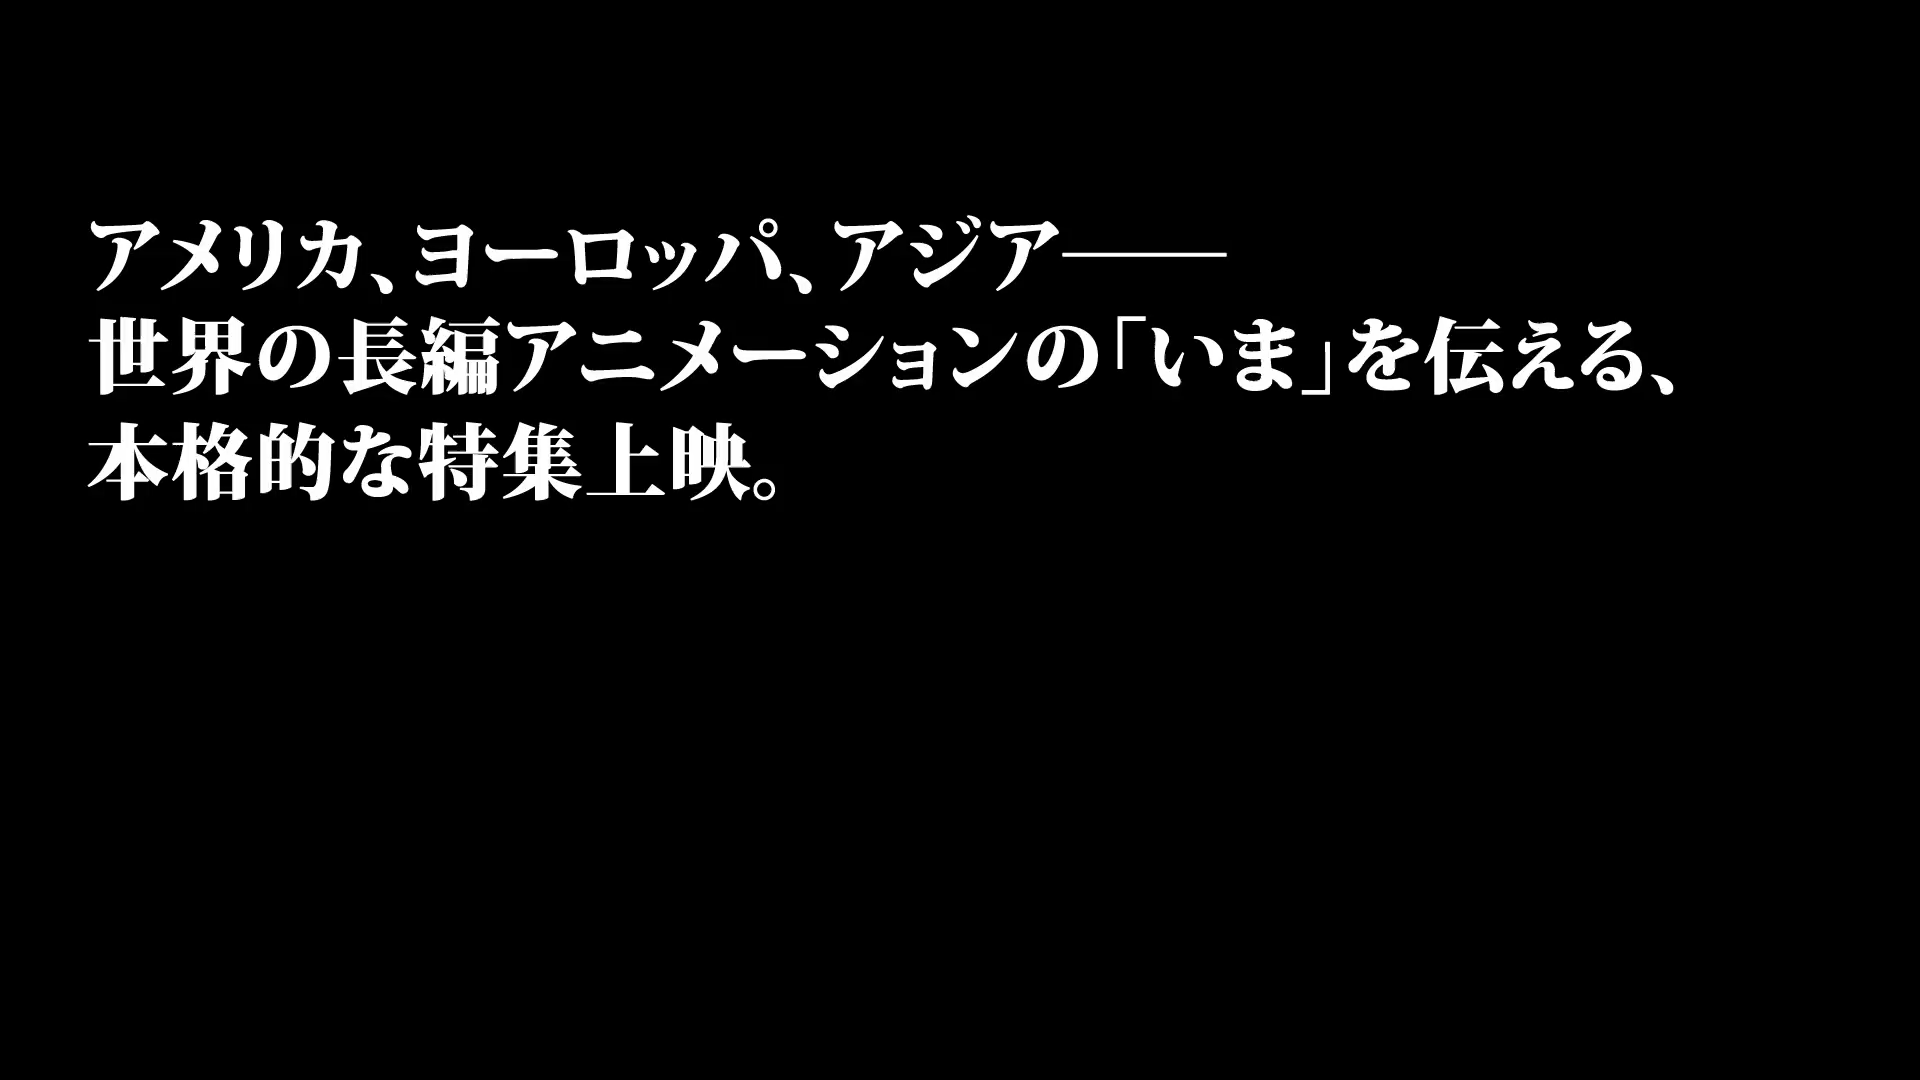 アメリカ、ヨーロッパ、アジア――
世界の長編アニメーションの「いま」を伝える、
本格的な特集上映。